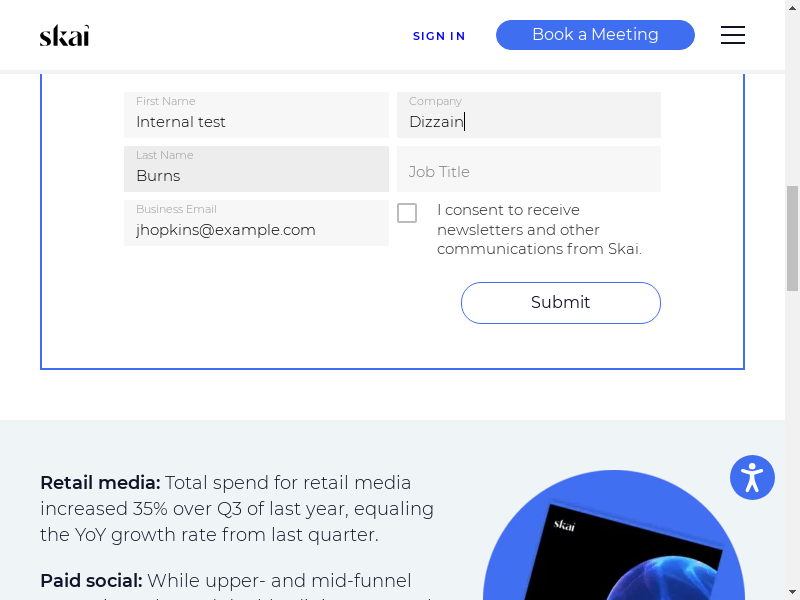 skai
SIGN IN
Book a Meeting
First Name
Internal test
Company
Dizzain
Last Name
Burns
Job Title
Business Email
jhopkins@example.com
I consent to receive
newsletters and other
communications from Skai.
Submit
Retail media: Total spend for retail media
increased 35% over Q3 of last year, equaling
the YoY growth rate from last quarter.
skai
Paid social: While upper- and mid-funnel